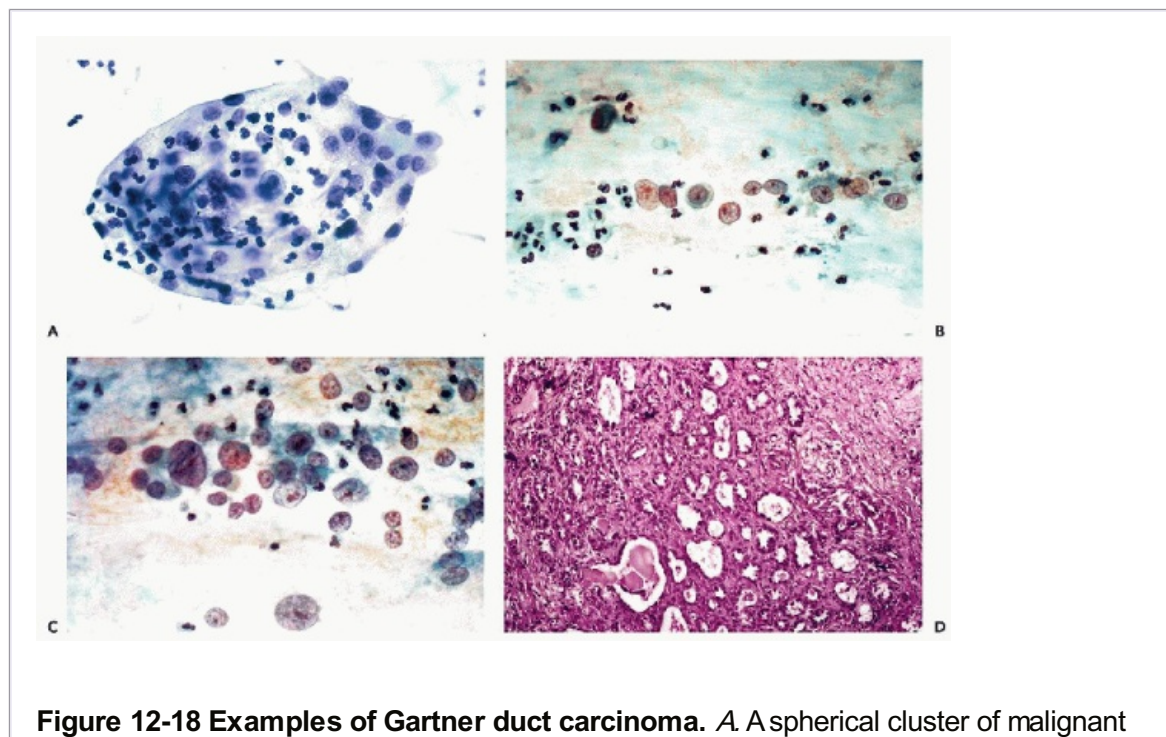 A
B
C
D
Figure 12-18 Examples of Gartner duct carcinoma. A. A spherical cluster of malignant